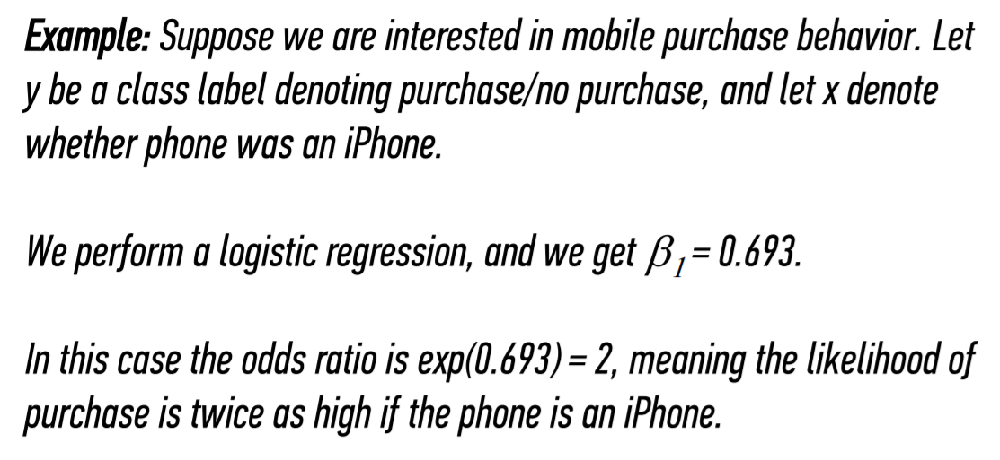 Example: Suppose we are interested in mobile purchase behavior. Let
y be a class label denoting purchase/no purchase, and let x denote
whether phone was an iPhone.
We perform a logistic regression, and we get β₁ = 0.693.
In this case the odds ratio is exp(0.693) = 2, meaning the likelihood of
purchase is twice as high if the phone is an iPhone.